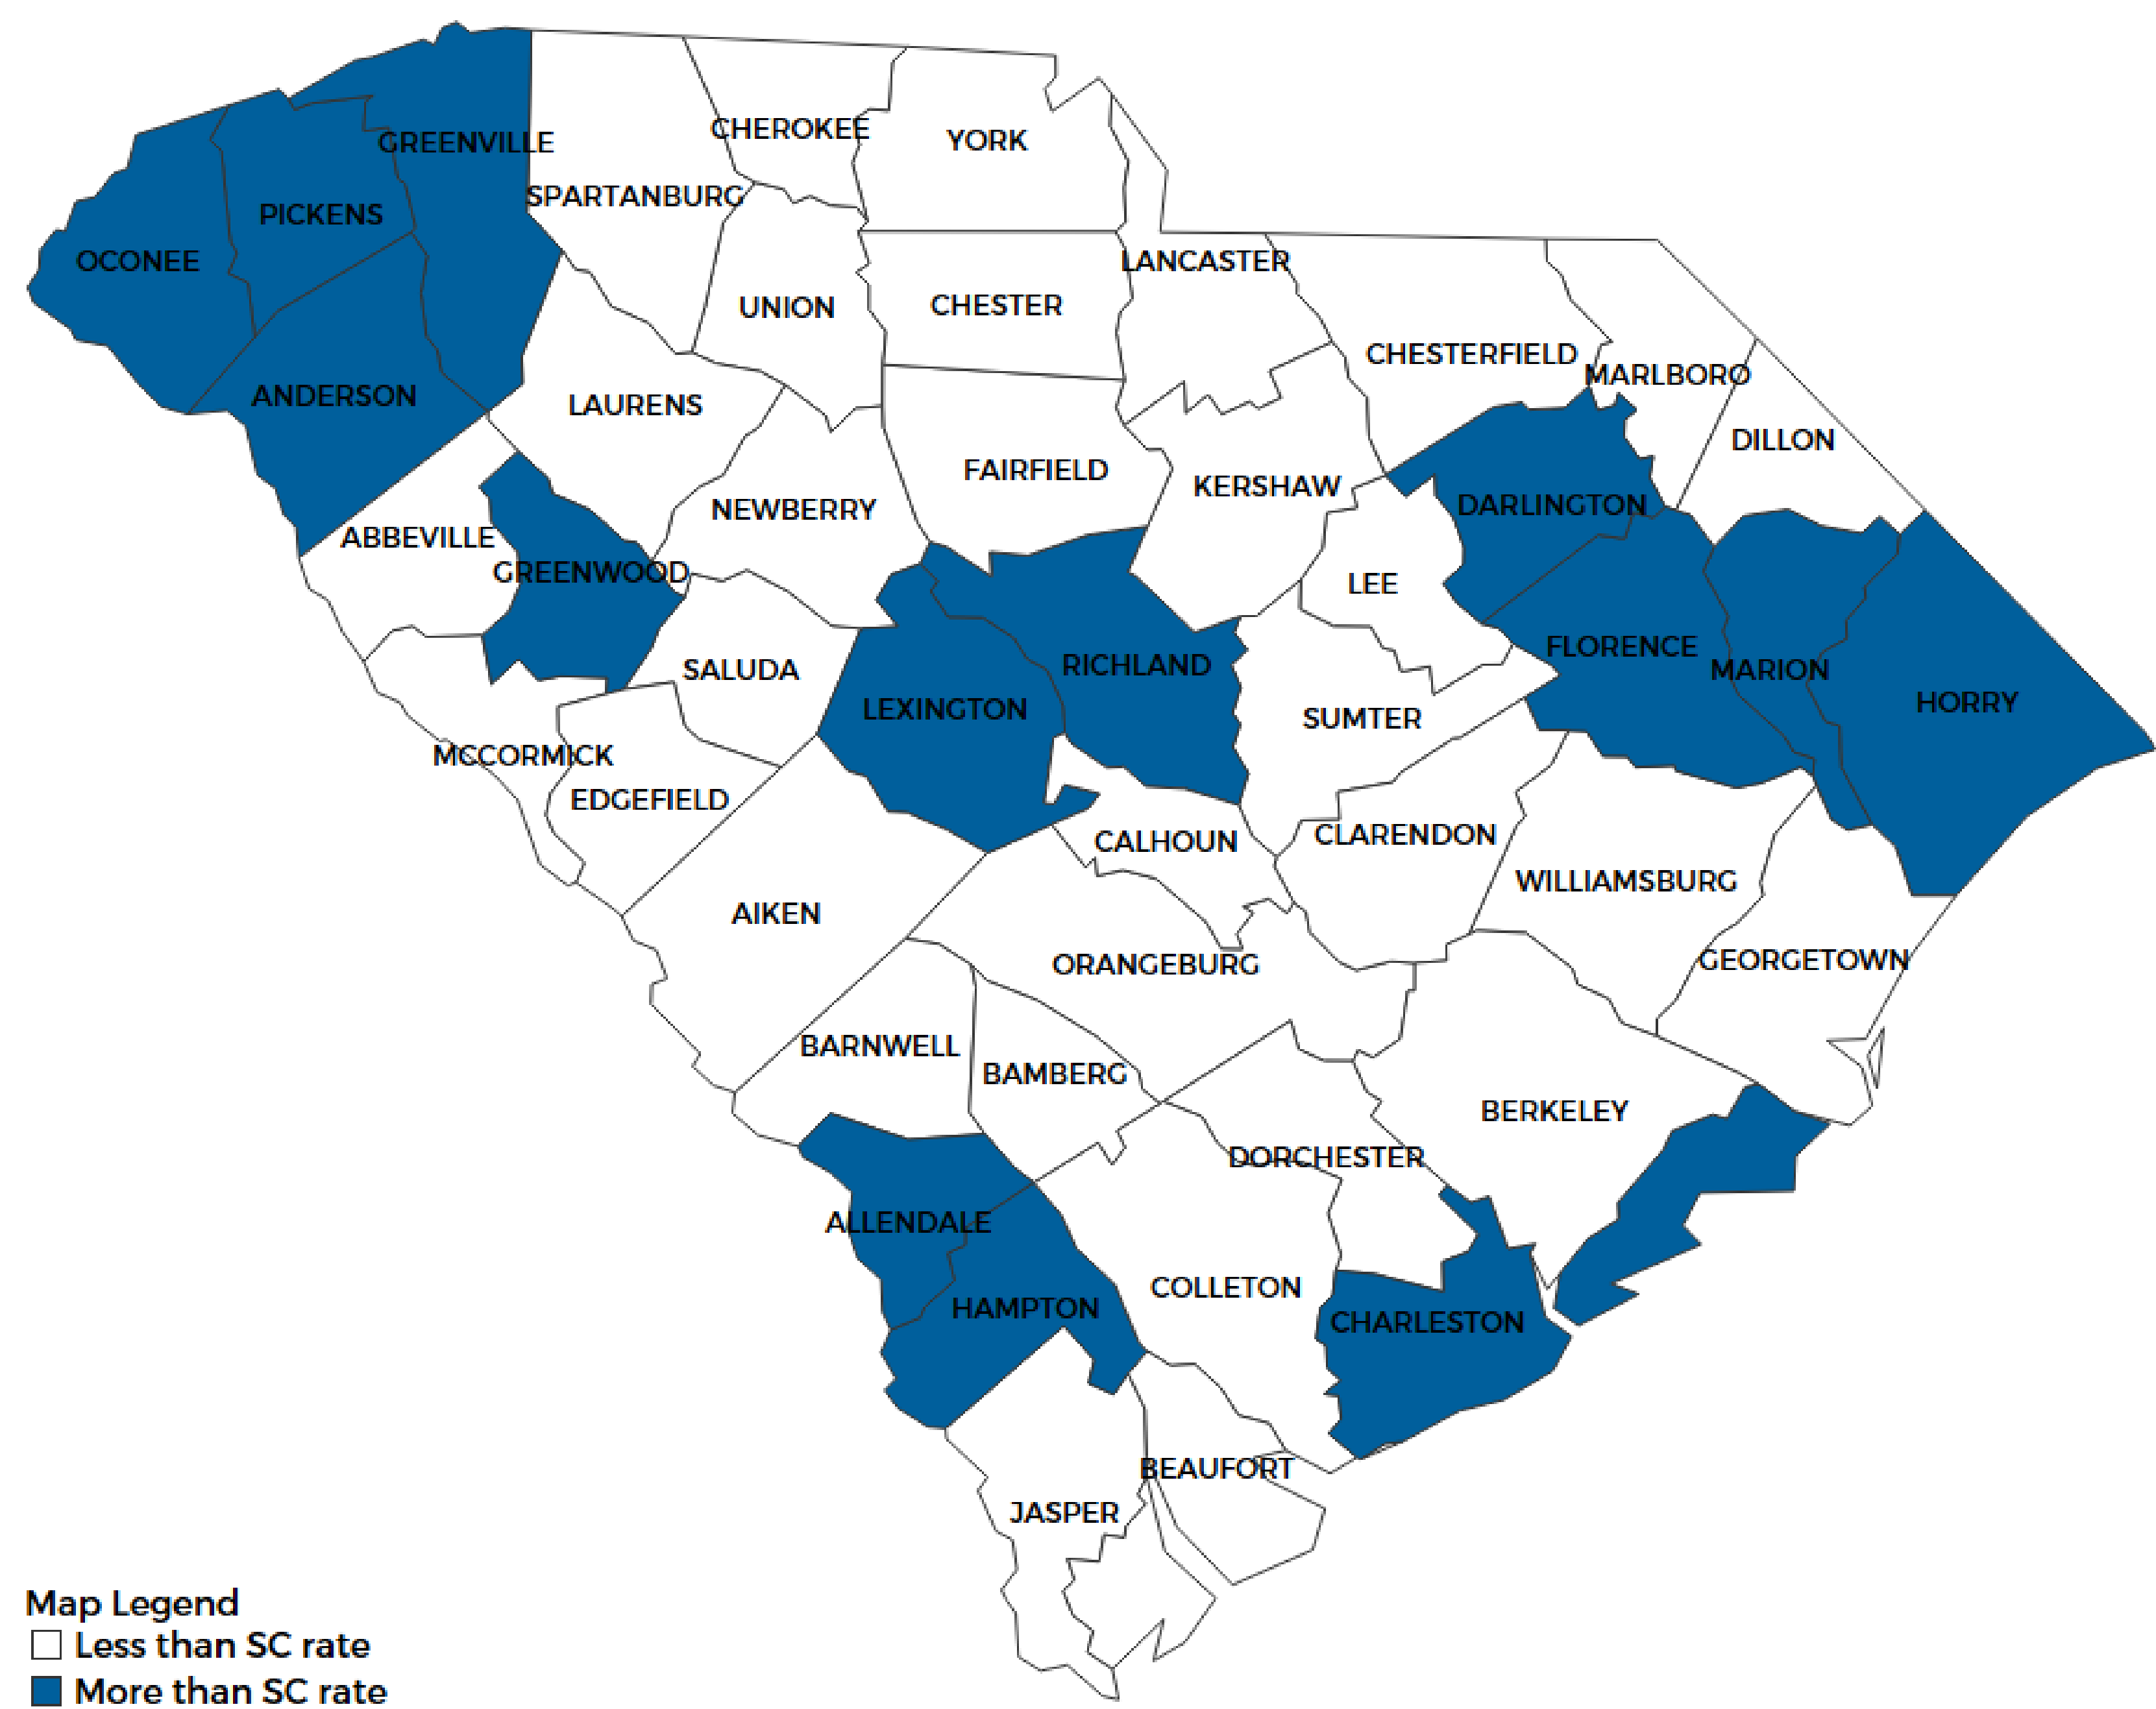 CHEROKEE
YORK
GREENVILLE
SPARTANBURG
PICKENS
OCONEE
LANCASTER
UNION
CHESTER
CHESTERFIELD
MARLBORO
ANDERSON
LAURENS
DILLON
FAIRFIELD
KERSHAW
DARLINGTON
NEWBERRY
ABBEVILLE
GREENWOOD
LEE
FLORENCE
RICHLAND
SALUDA
MARION
HORRY
LEXINGTON
SUMTER
MCCORMICK
EDGEFIELD
CLARENDON
CALHOUN
WILLIAMSBURG
AIKEN
GEORGETOWN
ORANGEBURG
BARNWELL
BAMBERG
BERKELEY
DORCHESTER
ALLENDALE
COLLETON
HAMPTON
CHARLESTON
BEAUFORT
JASPER
Map Legend
Less than SC rate
More than SC rate